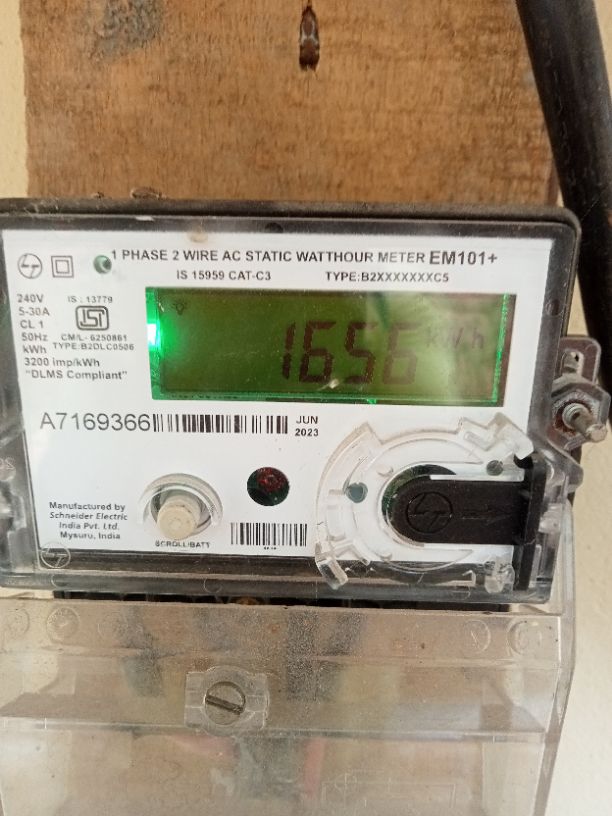 1 PHASE 2 WIRE AC STATIC WATTHOUR METER EM101+
IS 15959 CAT-C3 TYPE:B2XXXXXXXC5
240V
5-30A
CL 1
50Hz
kWh
3200 imp/kWh
"DLMS Compliant"
IS : 13779
ISI
CM/L- 6250861
TYPE:B2DLC0506
1656 kWh
A7169366
JUN
2023
Manufactured by
Schneider Electric
India Pvt. Ltd.
Mysuru, India
SCROLL/BATT